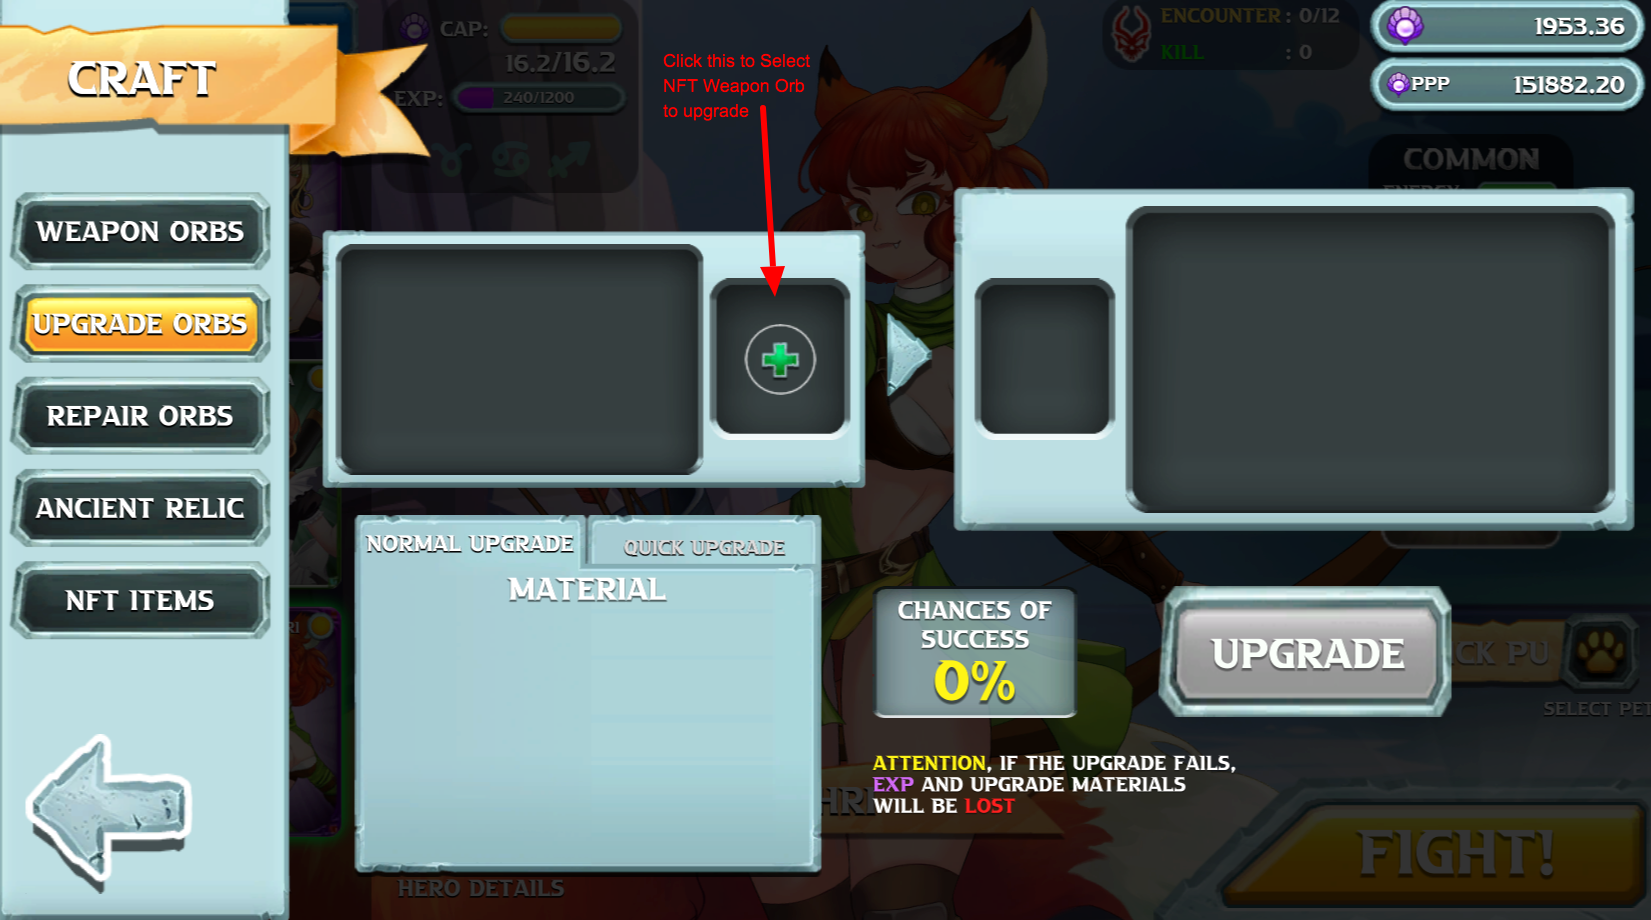 CRAFT
CAP:
16.2/16.2
EXP:
240/1200
Click this to Select
NFT Weapon Orb
to upgrade
ENCOUNTER : 0/12
KILL : 0
1953.36
PPP 151882.20
COMMON
ENERGY
WEAPON ORBS
UPGRADE ORBS
REPAIR ORBS
ANCIENT RELIC
NFT ITEMS
NORMAL UPGRADE
QUICK UPGRADE
MATERIAL
CHANCES OF
SUCCESS
0%
UPGRADE
CK PU
SELECT PET
ATTENTION, IF THE UPGRADE FAILS,
EXP AND UPGRADE MATERIALS
WILL BE LOST
FIGHT!
HERO DETAILS